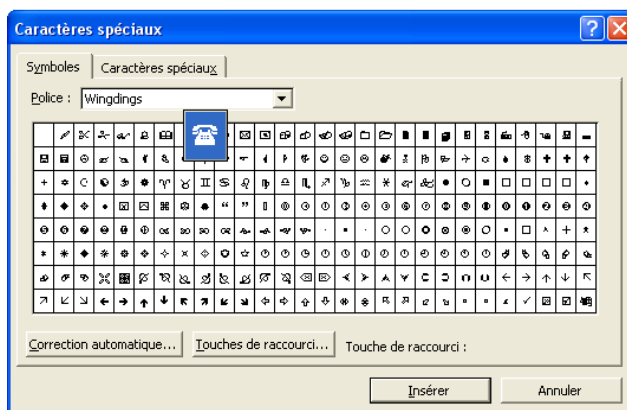 Caractères spéciaux
Symboles Caractères spéciaux
Police : Wingdings
Correction automatique... Touches de raccourci... Touche de raccourci :
Insérer Annuler